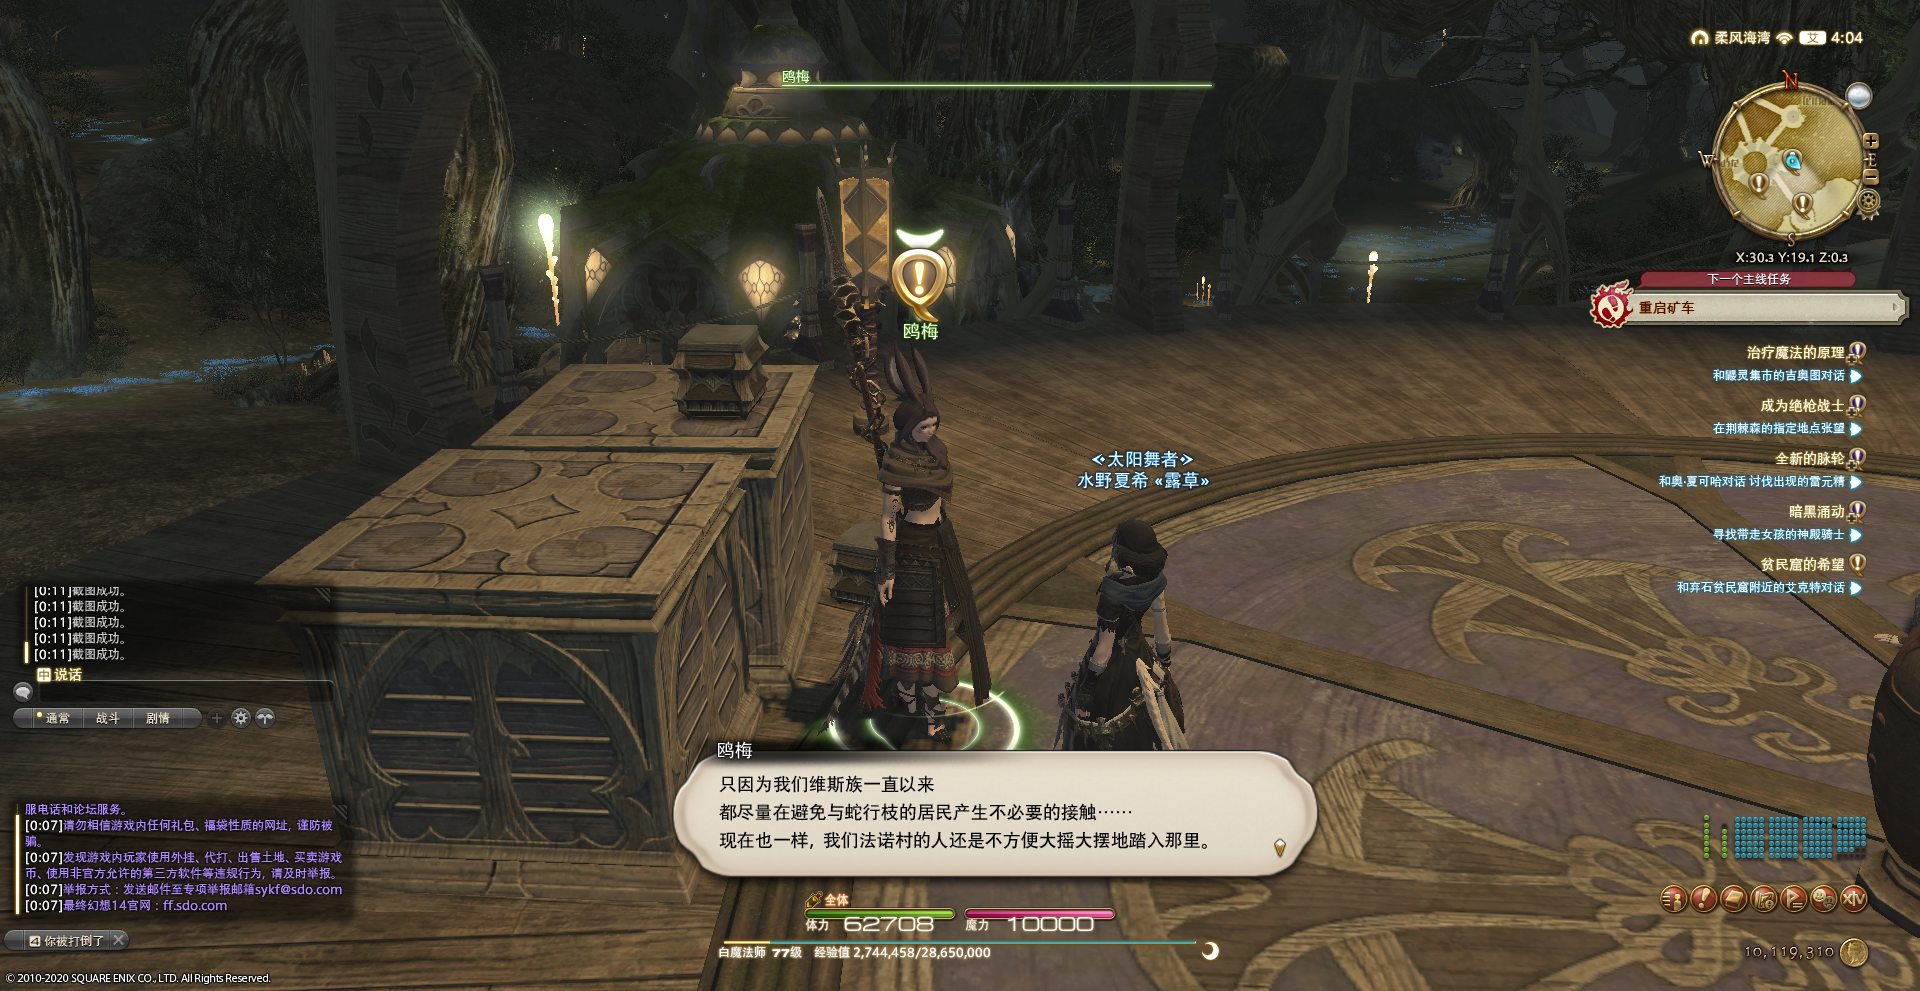 鸥梅
柔风海湾 艾 4:04
N
W
E
S
X:30.3 Y:19.1 Z:0.3
下一个主线任务
重启矿车
治疗魔法的原理
和鼹灵集市的吉奥图对话
成为绝枪战士
在荆棘森的指定地点张望
全新的脉轮
和奥·夏可哈对话 讨伐出现的雷元精
暗黑涌动
寻找带走女孩的神殿骑士
贫民窟的希望
和弃石贫民窟附近的艾克特对话
鸥梅
太阳舞者
水野夏希 «露草»
[0:11]截图成功。
[0:11]截图成功。
[0:11]截图成功。
[0:11]截图成功。
[0:11]截图成功。
说话
通常 战斗 剧情
服电话和论坛服务。
[0:07]请勿相信游戏内任何礼包、福袋性质的网址, 谨防被
骗。
[0:07]发现游戏内玩家使用外挂、代打、出售土地、买卖游戏
币、使用非官方允许的第三方软件等违规行为, 请及时举报。
[0:07]举报方式：发送邮件至专项举报邮箱sykf@sdo.com
[0:07]最终幻想14官网：ff.sdo.com
你被打倒了
鸥梅
只因为我们维斯族一直以来
都尽量在避免与蛇行枝的居民产生不必要的接触……
现在也一样, 我们法诺村的人还是不方便大摇大摆地踏入那里。
全体
体力 62708 魔力 10000
白魔法师 77级 经验值 2,744,458/28,650,000
XIV
10,119,310
© 2010-2020 SQUARE ENIX CO., LTD. All Rights Reserved.